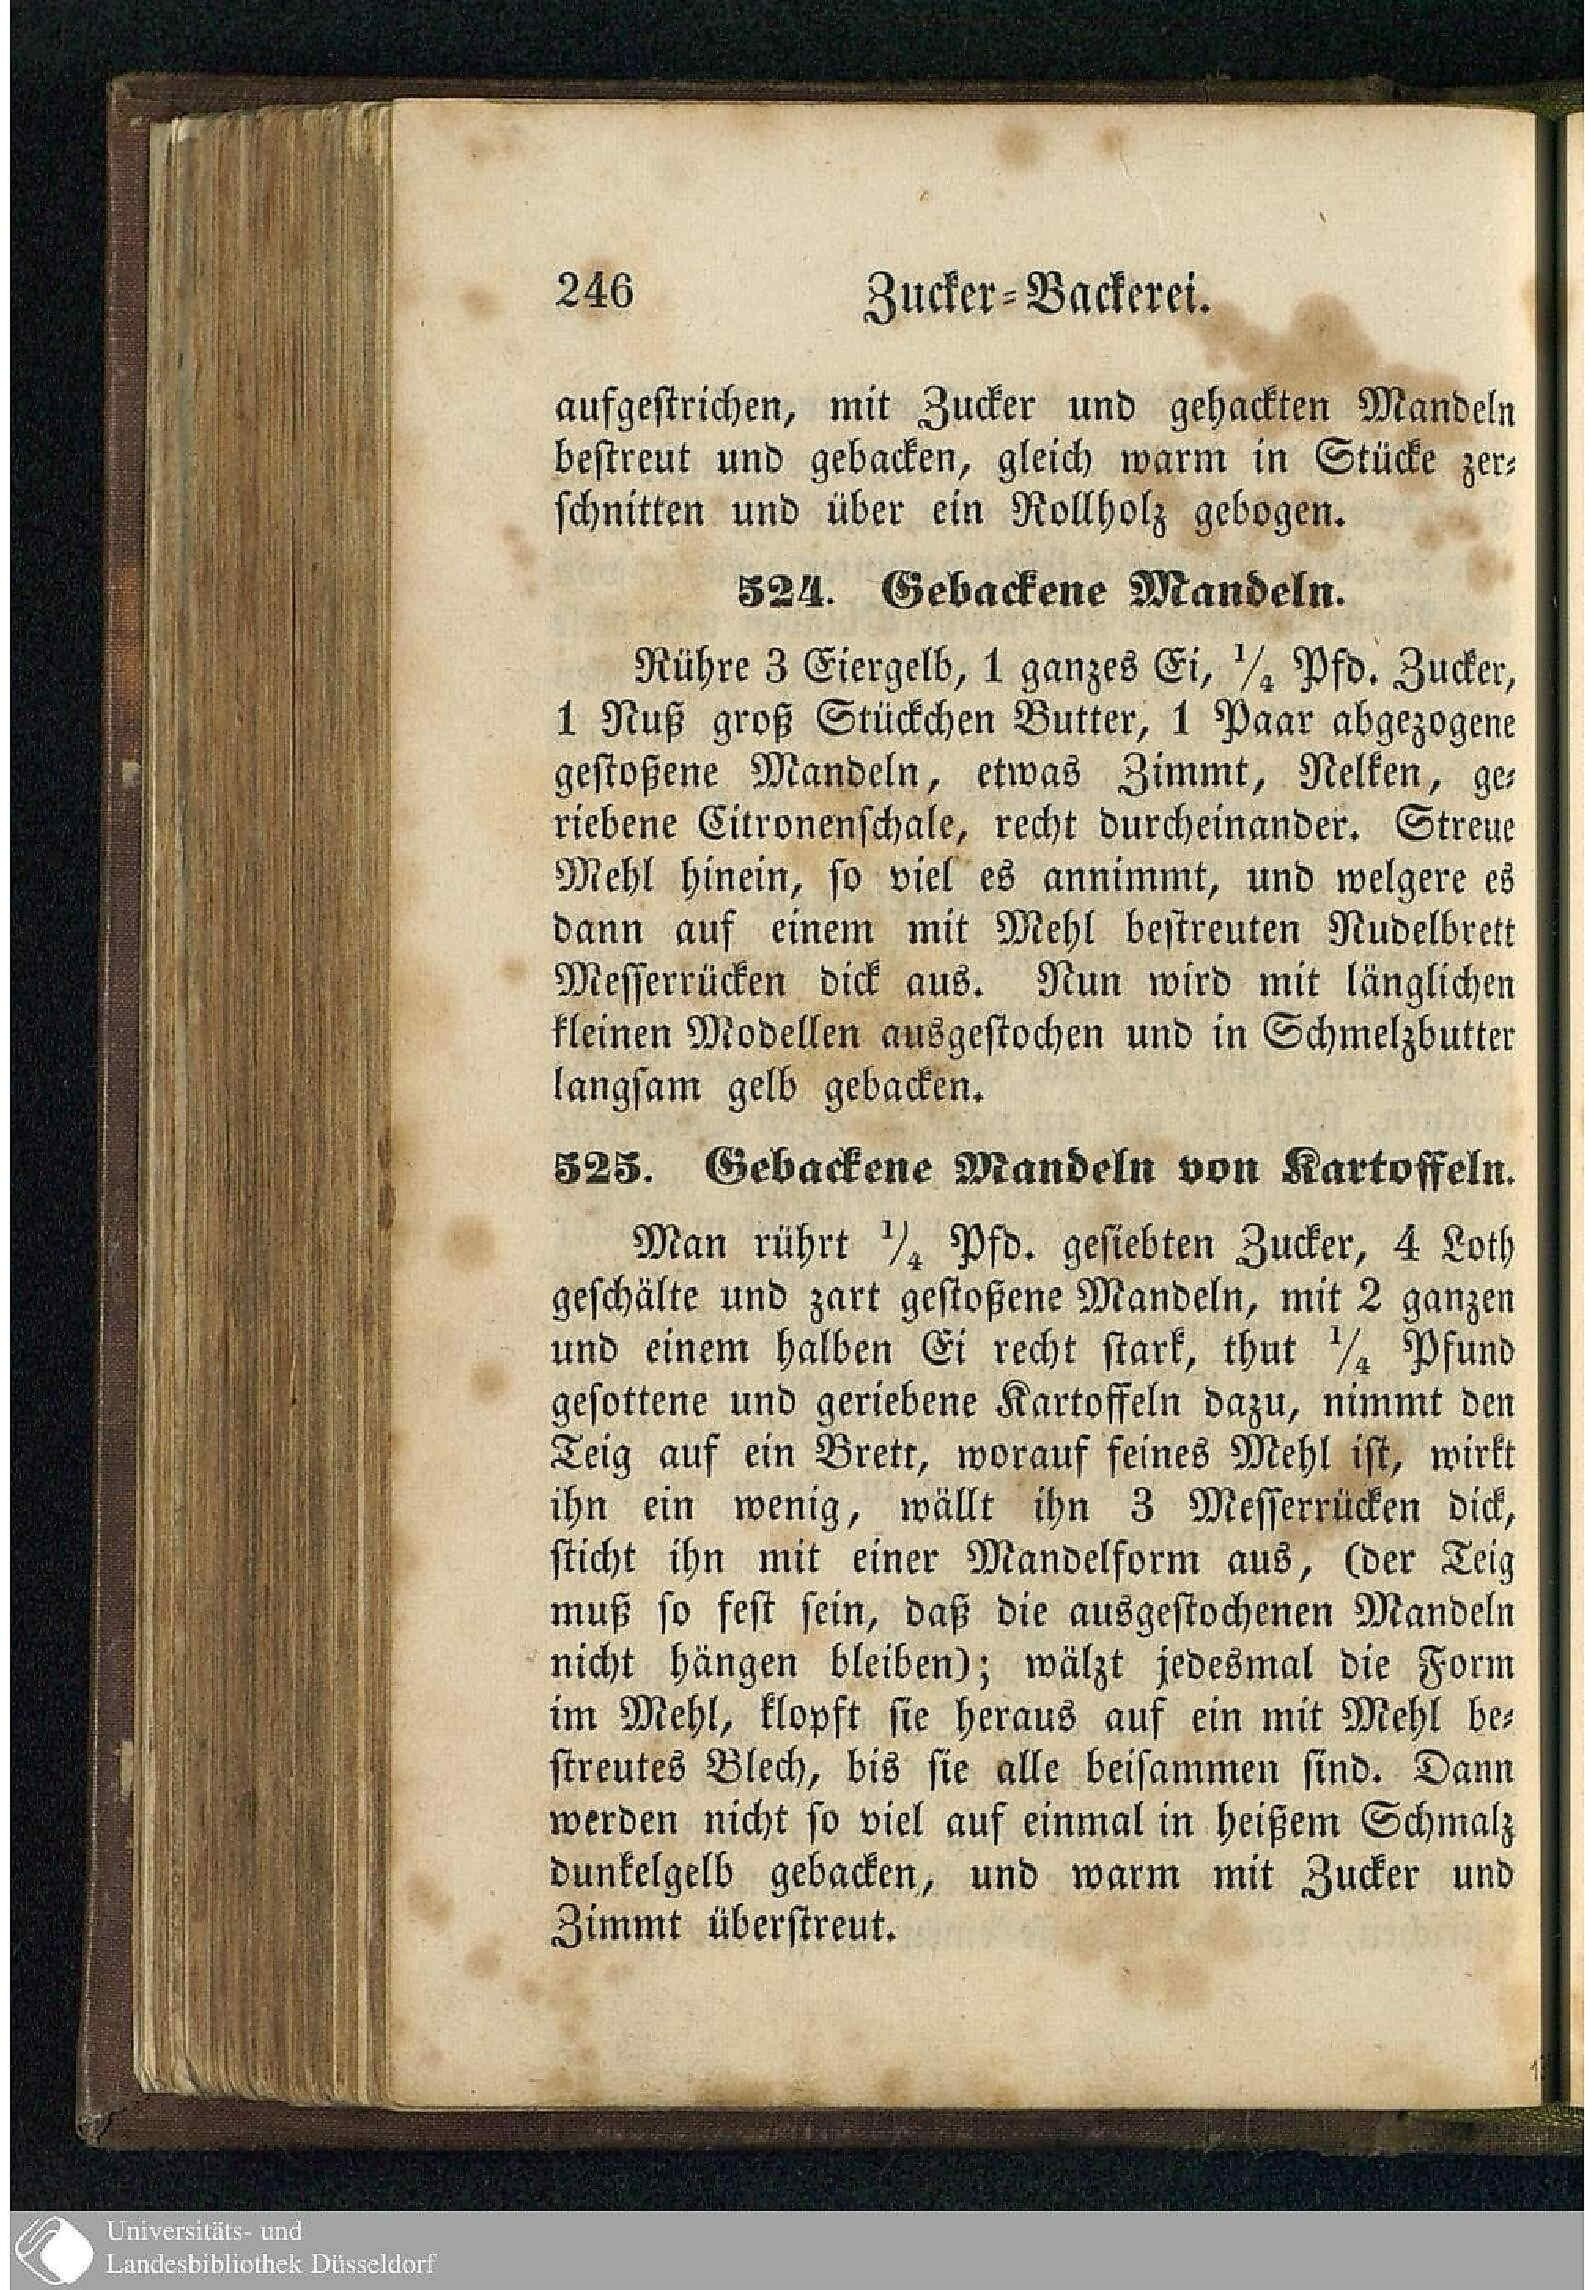 246 Zucker-Backerei.
aufgestrichen, mit Zucker und gehackten Mandeln
bestreut und gebacken, gleich warm in Stücke zer-
schnitten und über ein Rollholz gebogen.
524. Gebackene Mandeln.
Rühre 3 Eiergelb, 1 ganzes Ei, 1/4 Pfd. Zucker,
1 Nuß groß Stückchen Butter, 1 Paar abgezogene
gestoßene Mandeln, etwas Zimmt, Nelken, ge-
riebene Citronenschale, recht durcheinander. Streue
Mehl hinein, so viel es annimmt, und welgere es
dann auf einem mit Mehl bestreuten Nudelbrett
Messerrücken dick aus. Nun wird mit länglichen
kleinen Modellen ausgestochen und in Schmelzbutter
langsam gelb gebacken.
525. Gebackene Mandeln von Kartoffeln.
Man rührt 1/4 Pfd. gesiebten Zucker, 4 Loth
geschälte und zart gestoßene Mandeln, mit 2 ganzen
und einem halben Ei recht stark, thut 1/4 Pfund
gesottene und geriebene Kartoffeln dazu, nimmt den
Teig auf ein Brett, worauf feines Mehl ist, wirkt
ihn ein wenig, wällt ihn 3 Messerrücken dick,
sticht ihn mit einer Mandelform aus, (der Teig
muß so fest sein, daß die ausgestochenen Mandeln
nicht hängen bleiben); wälzt jedesmal die Form
im Mehl, klopft sie heraus auf ein mit Mehl be-
streutes Blech, bis sie alle beisammen sind. Dann
werden nicht so viel auf einmal in heißem Schmalz
dunkelgelb gebacken, und warm mit Zucker und
Zimmt überstreut.
Universitäts- und
Landesbibliothek Düsseldorf